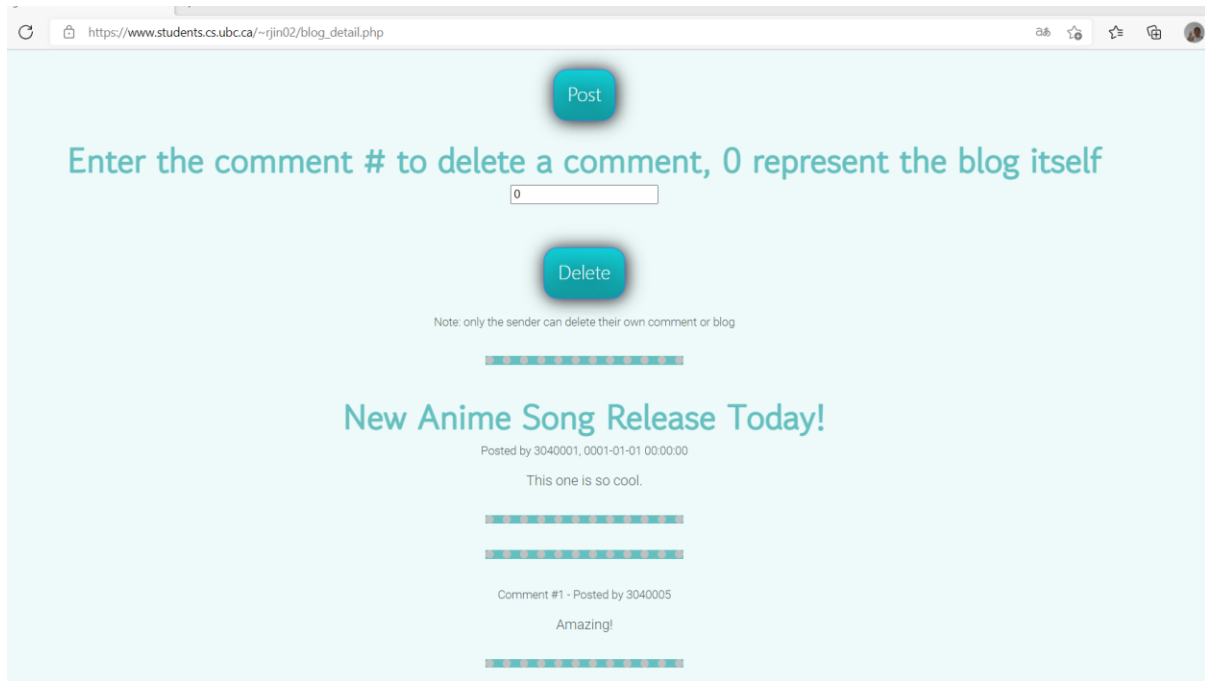 https://www.students.cs.ubc.ca/~rjin02/blog_detail.php
Post
Enter the comment # to delete a comment, 0 represent the blog itself
0
Delete
Note: only the sender can delete their own comment or blog
New Anime Song Release Today!
Posted by 3040001, 0001-01-01 00:00:00
This one is so cool.
Comment #1 - Posted by 3040005
Amazing!